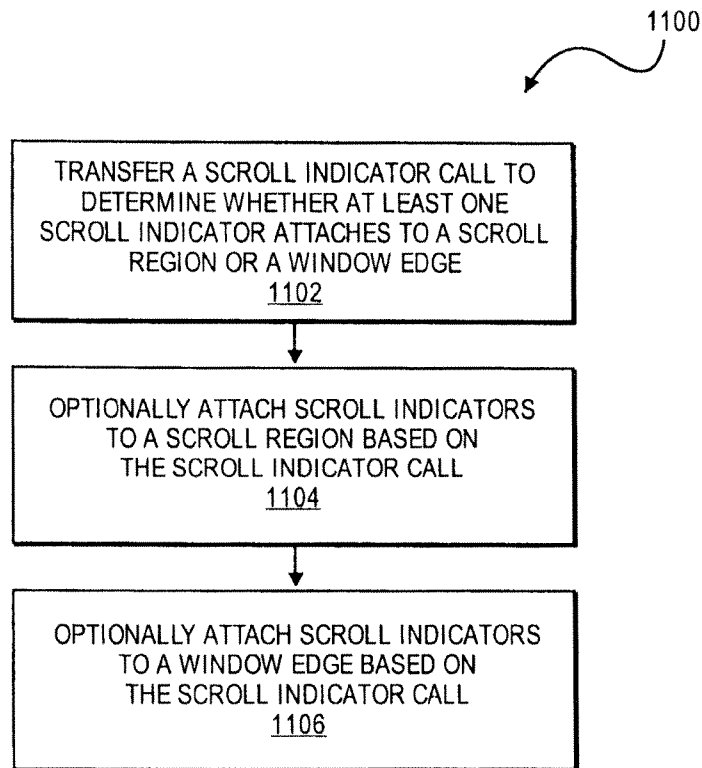 1100
TRANSFER A SCROLL INDICATOR CALL TO
DETERMINE WHETHER AT LEAST ONE
SCROLL INDICATOR ATTACHES TO A SCROLL
REGION OR A WINDOW EDGE
1102
OPTIONALLY ATTACH SCROLL INDICATORS
TO A SCROLL REGION BASED ON
THE SCROLL INDICATOR CALL
1104
OPTIONALLY ATTACH SCROLL INDICATORS
TO A WINDOW EDGE BASED ON
THE SCROLL INDICATOR CALL
1106